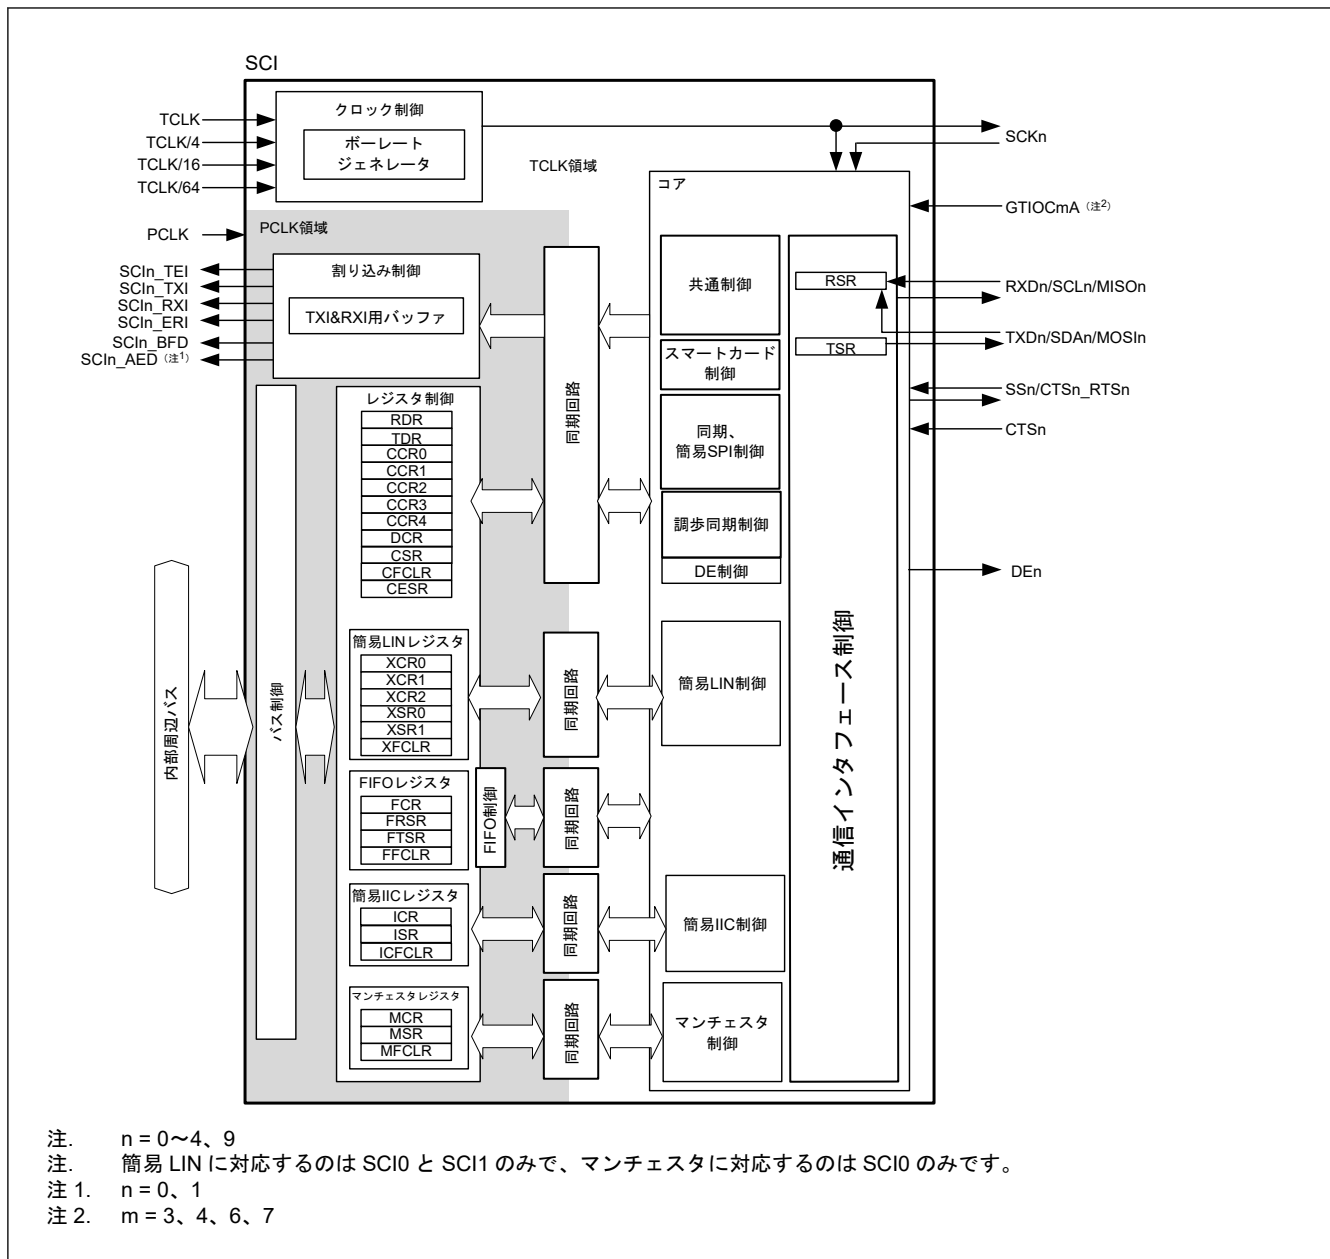 SCI
TCLK
TCLK/4
TCLK/16
TCLK/64
クロック制御
ボーレート
ジェネレータ
TCLK領域
SCKn
コア
GTIOCmA (注2)
PCLK
PCLK領域
SCIn_TEI
SCIn_TXI
SCIn_RXI
SCIn_ERI
SCIn_BFD
SCIn_AED (注1)
割り込み制御
TXI&RXI用バッファ
同期回路
共通制御
スマートカード
制御
同期、
簡易SPI制御
調歩同期制御
DE制御
RSR
TSR
RXDn/SCLn/MISOn
TXDn/SDAn/MOSIn
SSn/CTSn_RTSn
CTSn
DEn
通信インタフェース制御
レジスタ制御
RDR
TDR
CCR0
CCR1
CCR2
CCR3
CCR4
DCR
CSR
CFCLR
CESR
内部周辺バス
バス制御
簡易LINレジスタ
XCR0
XCR1
XCR2
XSR0
XSR1
XFCLR
同期回路
簡易LIN制御
FIFOレジスタ
FCR
FRSR
FTSR
FFCLR
FIFO制御
同期回路
簡易IICレジスタ
ICR
ISR
ICFCLR
同期回路
簡易IIC制御
マンチェスタレジスタ
MCR
MSR
MFCLR
同期回路
マンチェスタ
制御
注. n = 0～4、9
注. 簡易 LIN に対応するのは SCI0 と SCI1 のみで、マンチェスタに対応するのは SCI0 のみです。
注 1. n = 0、1
注 2. m = 3、4、6、7